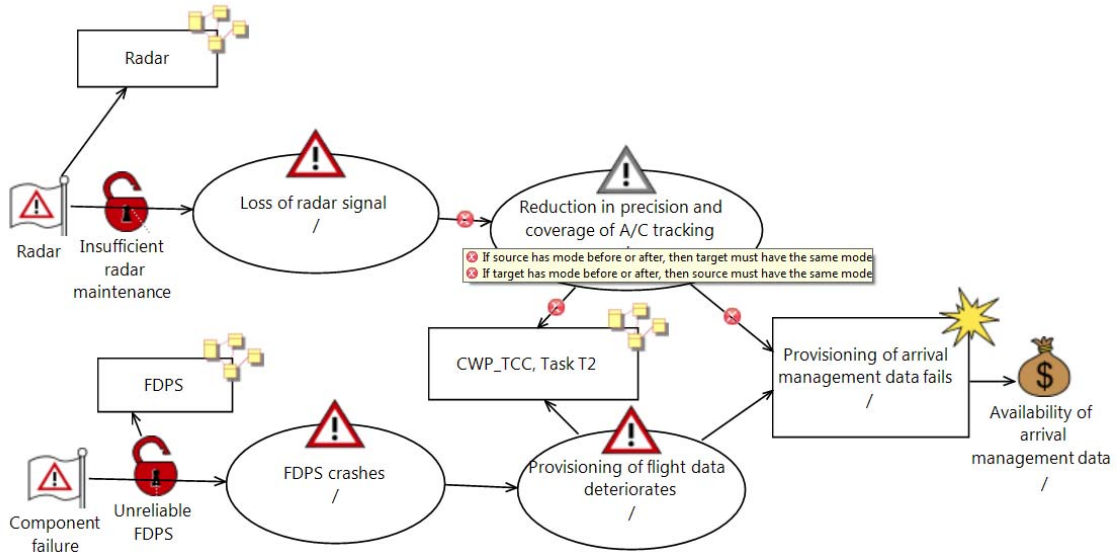 Radar
Loss of radar signal
/
Reduction in precision and
coverage of A/C tracking
Radar
Insufficient
radar
maintenance
If source has mode before or after, then target must have the same mode
If target has mode before or after, then source must have the same mode
CWP_TCC, Task T2
Provisioning of arrival
management data fails
/
$
Availability of
arrival
management data
/
FDPS
FDPS crashes
/
Provisioning of flight data
deteriorates
/
Component
failure
Unreliable
FDPS